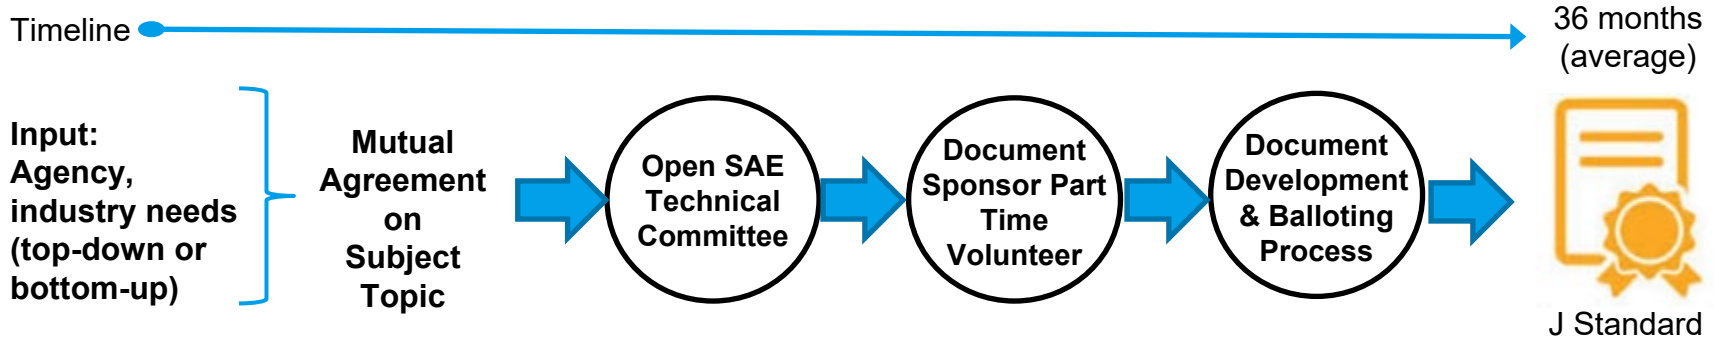 Timeline
36 months
(average)
Input:
Agency,
industry needs
(top-down or
bottom-up)
Mutual
Agreement
on
Subject
Topic
Open SAE
Technical
Committee
Document
Sponsor Part
Time
Volunteer
Document
Development
& Balloting
Process
J Standard